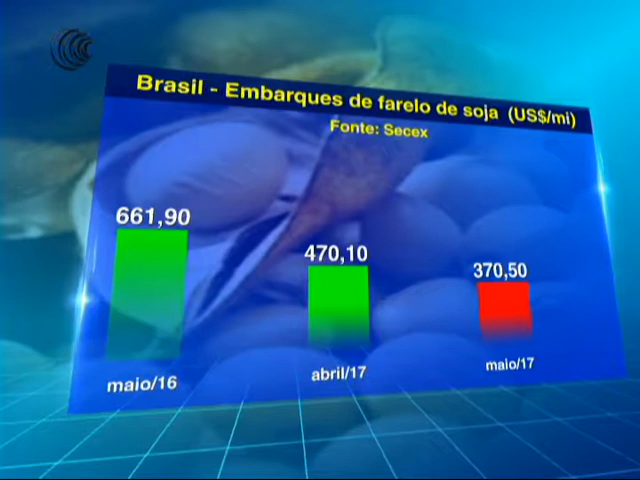 Brasil - Embarques de farelo de soja (US$/mi)
Fonte: Secex
661,90
470,10
370,50
maio/16
abril/17
maio/17